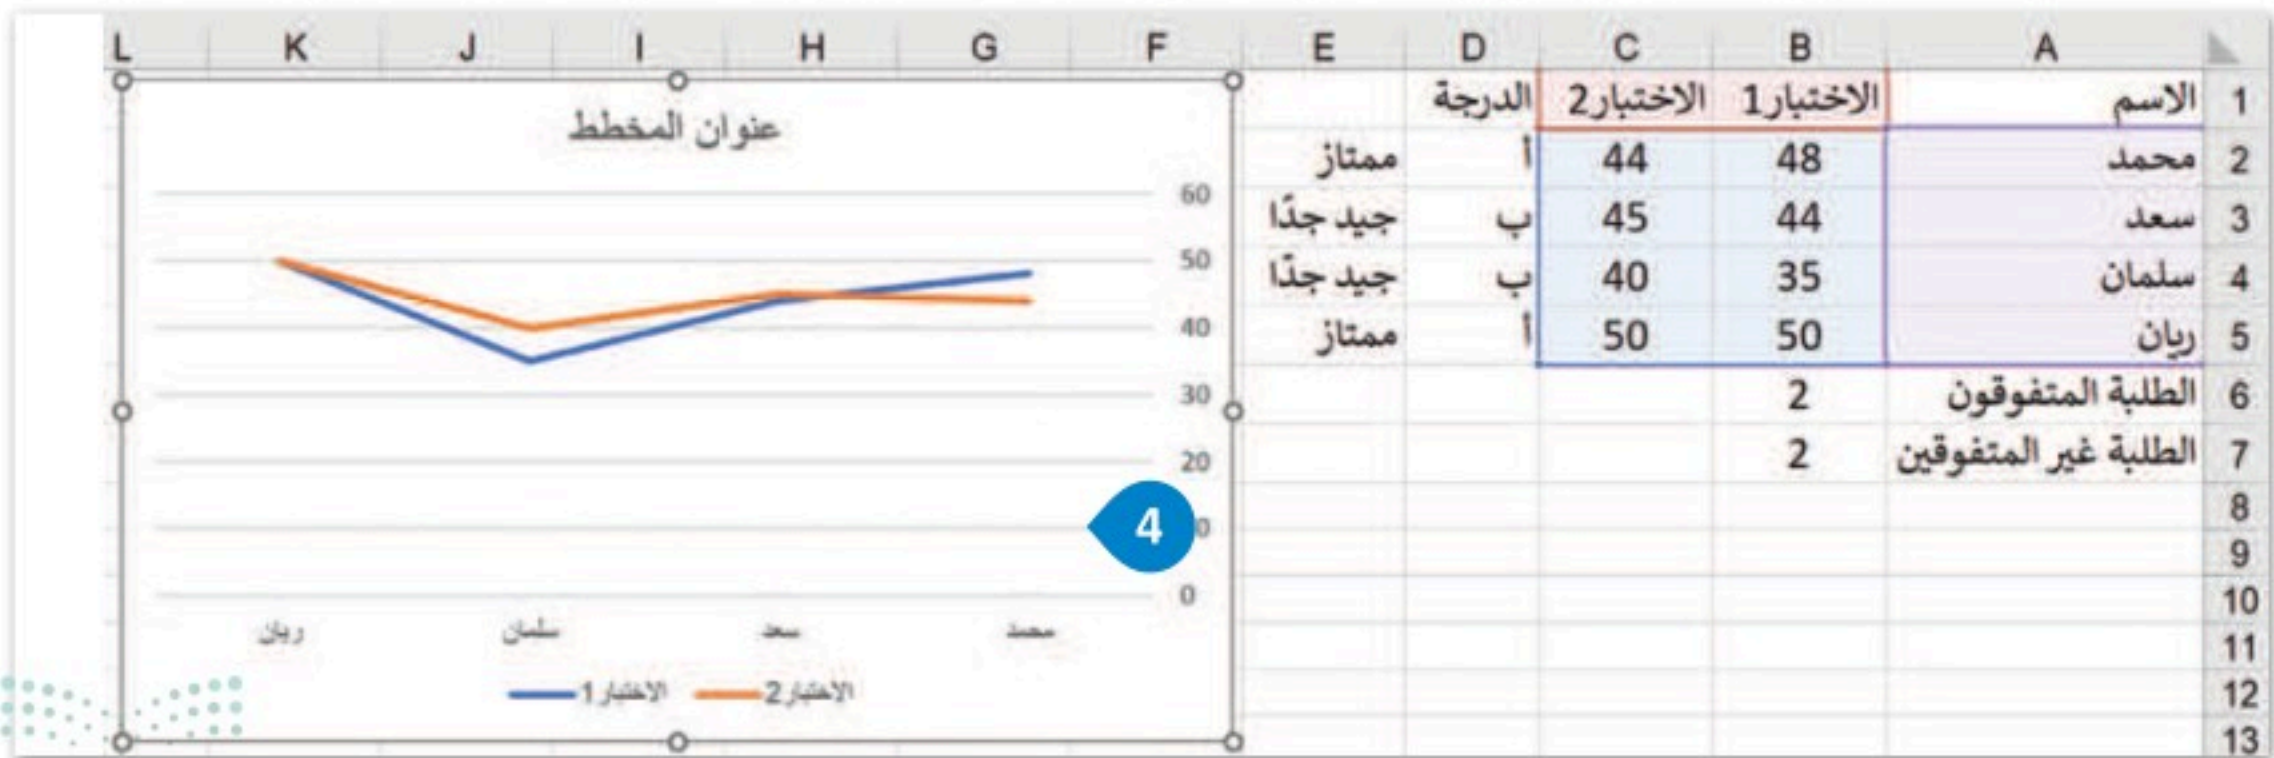 A B C D E F G H I J K L
1 الاسم الاختبار1 الاختبار2 الدرجة
2 محمد 48 44 أ ممتاز
3 سعد 44 45 ب جيد جدًا
4 سلمان 35 40 ب جيد جدًا
5 ريان 50 50 أ ممتاز
6 الطلبة المتفوقون 2
7 الطلبة غير المتفوقين 2
8
9
10
11
12
13
عنوان المخطط
60
50
40
30
20
0
4
0
محمد سعد سلمان ريان
الاختبار2 الاختبار1